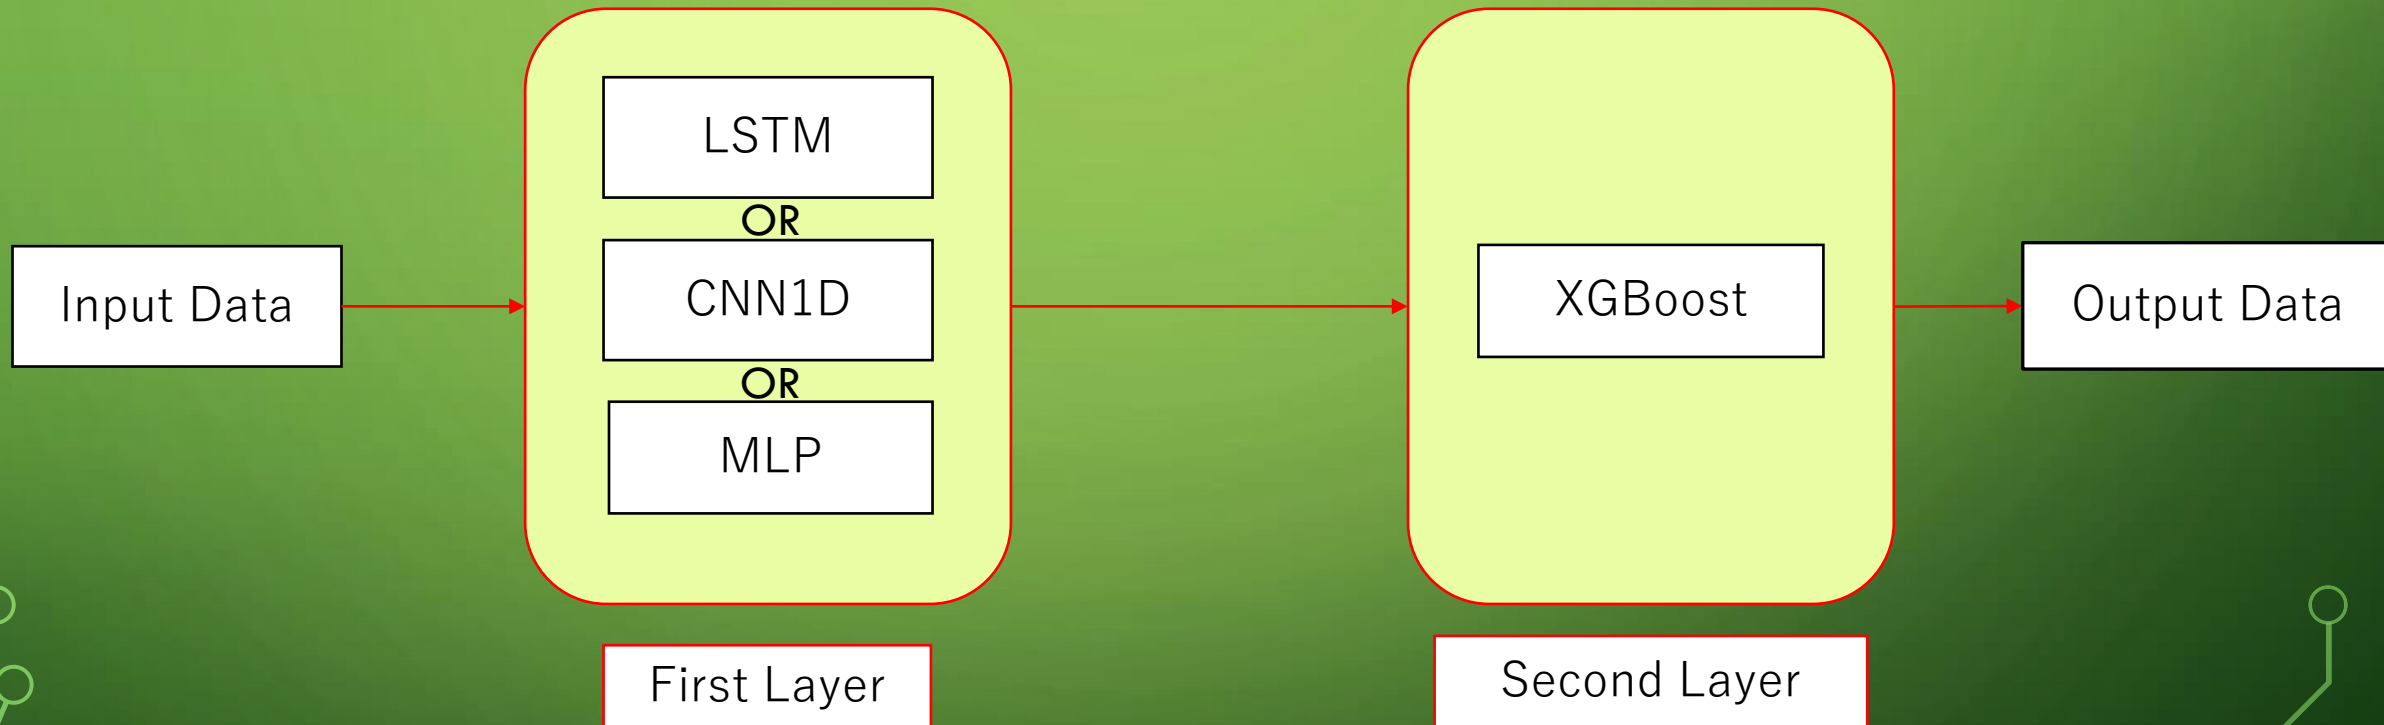 LSTM
OR
Input Data
CNN1D
XGBoost
Output Data
OR
MLP
First Layer
Second Layer